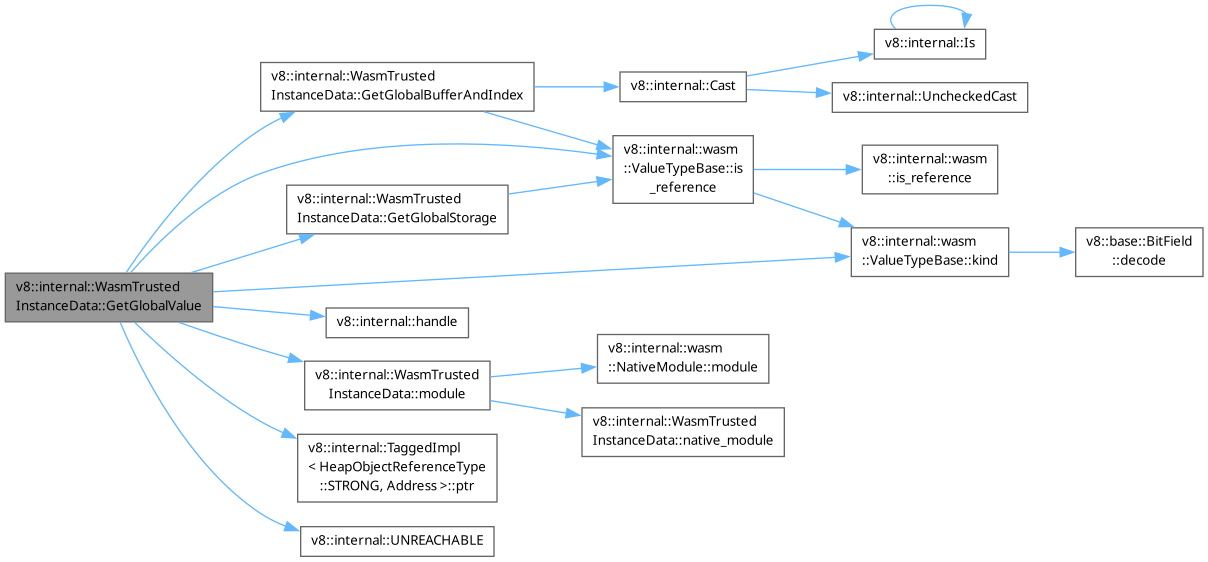 v8::internal::WasmTrusted
InstanceData::GetGlobalValue
v8::internal::WasmTrusted
InstanceData::GetGlobalBufferAndIndex
v8::internal::WasmTrusted
InstanceData::GetGlobalStorage
v8::internal::handle
v8::internal::WasmTrusted
InstanceData::module
v8::internal::TaggedImpl
< HeapObjectReferenceType
::STRONG, Address >::ptr
v8::internal::UNREACHABLE
v8::internal::Cast
v8::internal::wasm
::ValueTypeBase::is
_reference
v8::internal::wasm
::NativeModule::module
v8::internal::WasmTrusted
InstanceData::native_module
v8::internal::Is
v8::internal::UncheckedCast
v8::internal::wasm
::is_reference
v8::internal::wasm
::ValueTypeBase::kind
v8::base::BitField
::decode